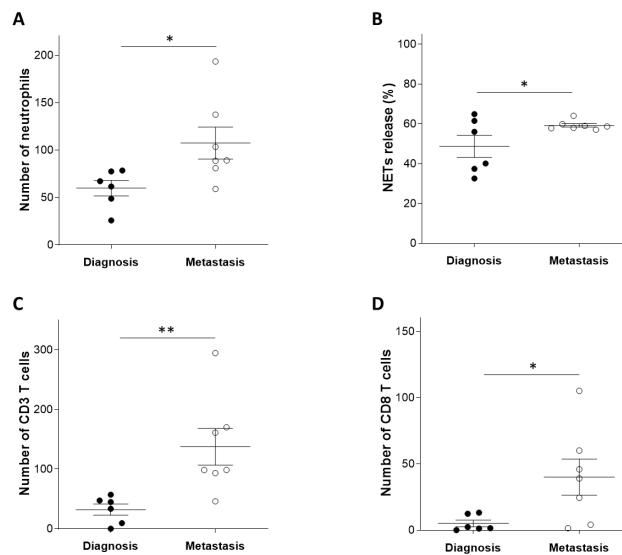 A
*
Number of neutrophils
200
150
100
50
0
Diagnosis Metastasis
B
*
NETs release (%)
100
80
60
40
20
0
Diagnosis Metastasis
C
**
Number of CD3 T cells
300
200
100
0
Diagnosis Metastasis
D
*
Number of CD8 T cells
150
100
50
0
Diagnosis Metastasis